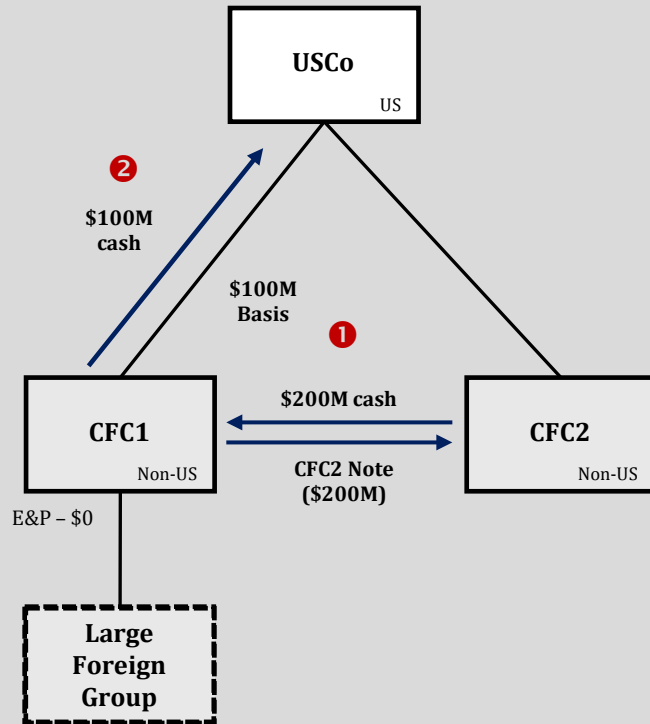 USCo
US
❷
$100M
cash
$100M
Basis
❶
$200M cash
CFC1
Non-US
CFC2
Non-US
CFC2 Note
($200M)
E&P – $0
Large
Foreign
Group